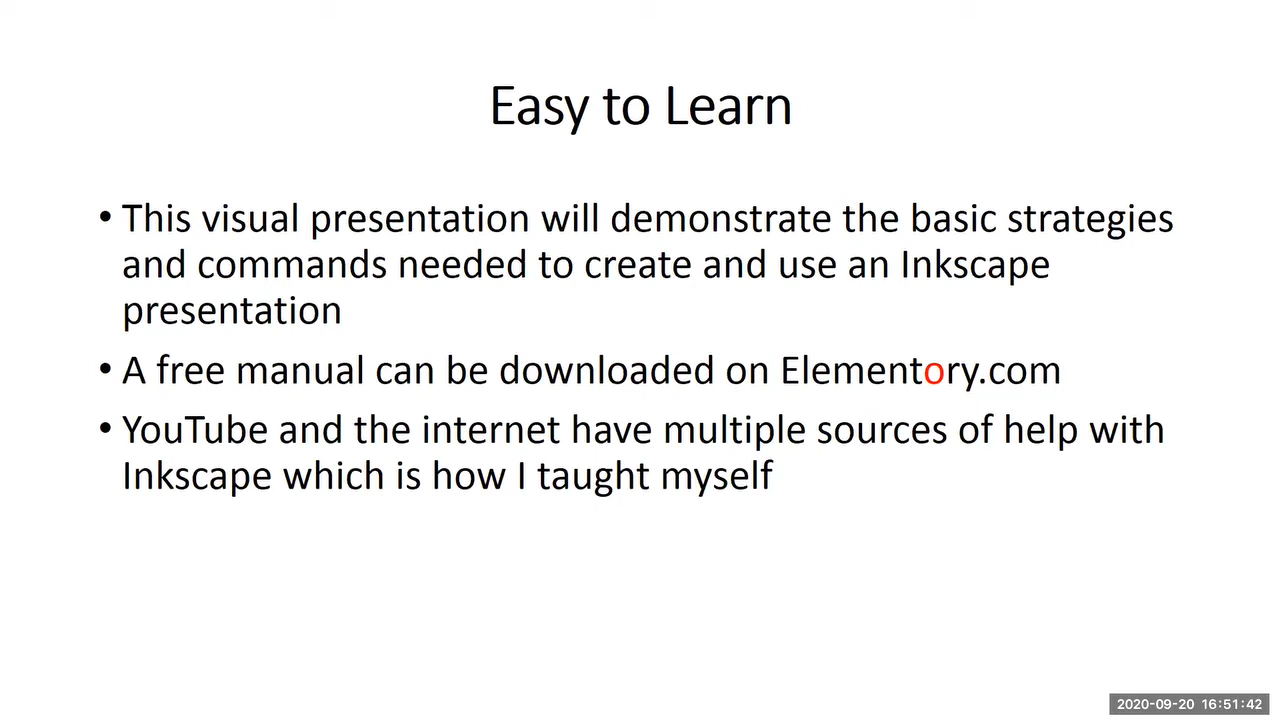 Easy to Learn
• This visual presentation will demonstrate the basic strategies
and commands needed to create and use an Inkscape
presentation
• A free manual can be downloaded on Elementory.com
• YouTube and the internet have multiple sources of help with
Inkscape which is how I taught myself
2020-09-20 16:51:42